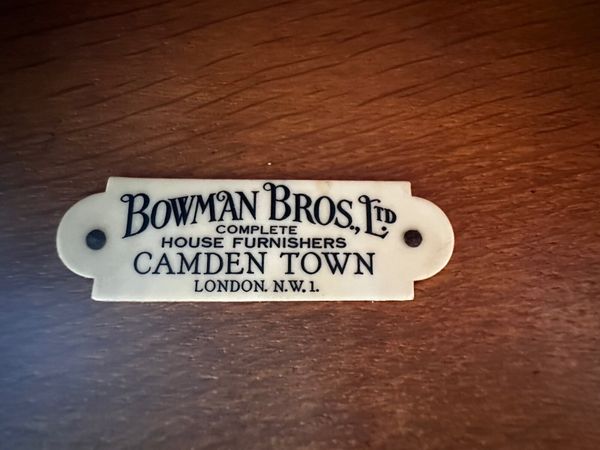 BOWMAN BROS., LTD.
COMPLETE
HOUSE FURNISHERS
CAMDEN TOWN
LONDON. N.W.1.